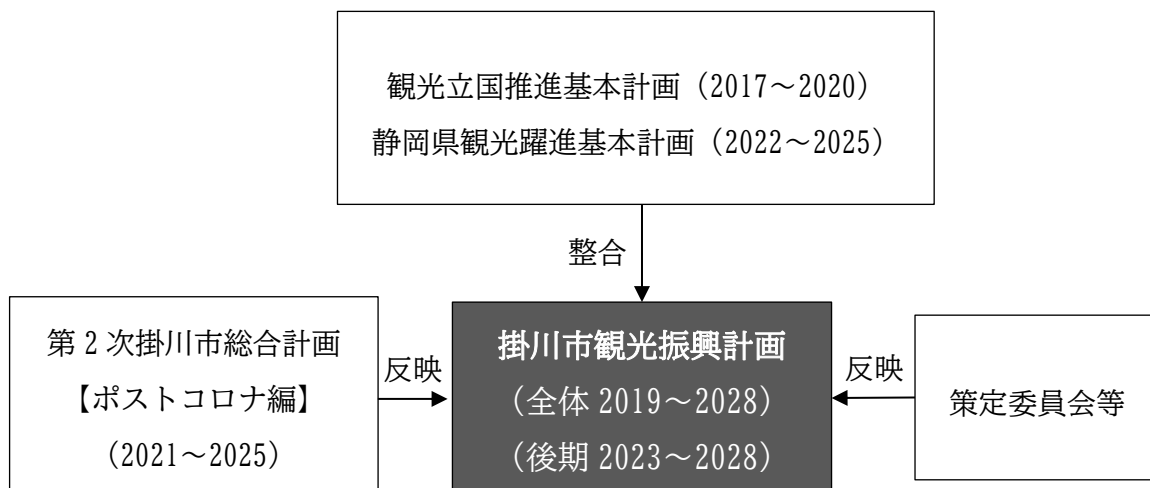 観光立国推進基本計画（2017～2020）
静岡県観光躍進基本計画（2022～2025）
整合
第２次掛川市総合計画
【ポストコロナ編】
（2021～2025）
反映
掛川市観光振興計画
（全体 2019～2028）
（後期 2023～2028）
反映
策定委員会等